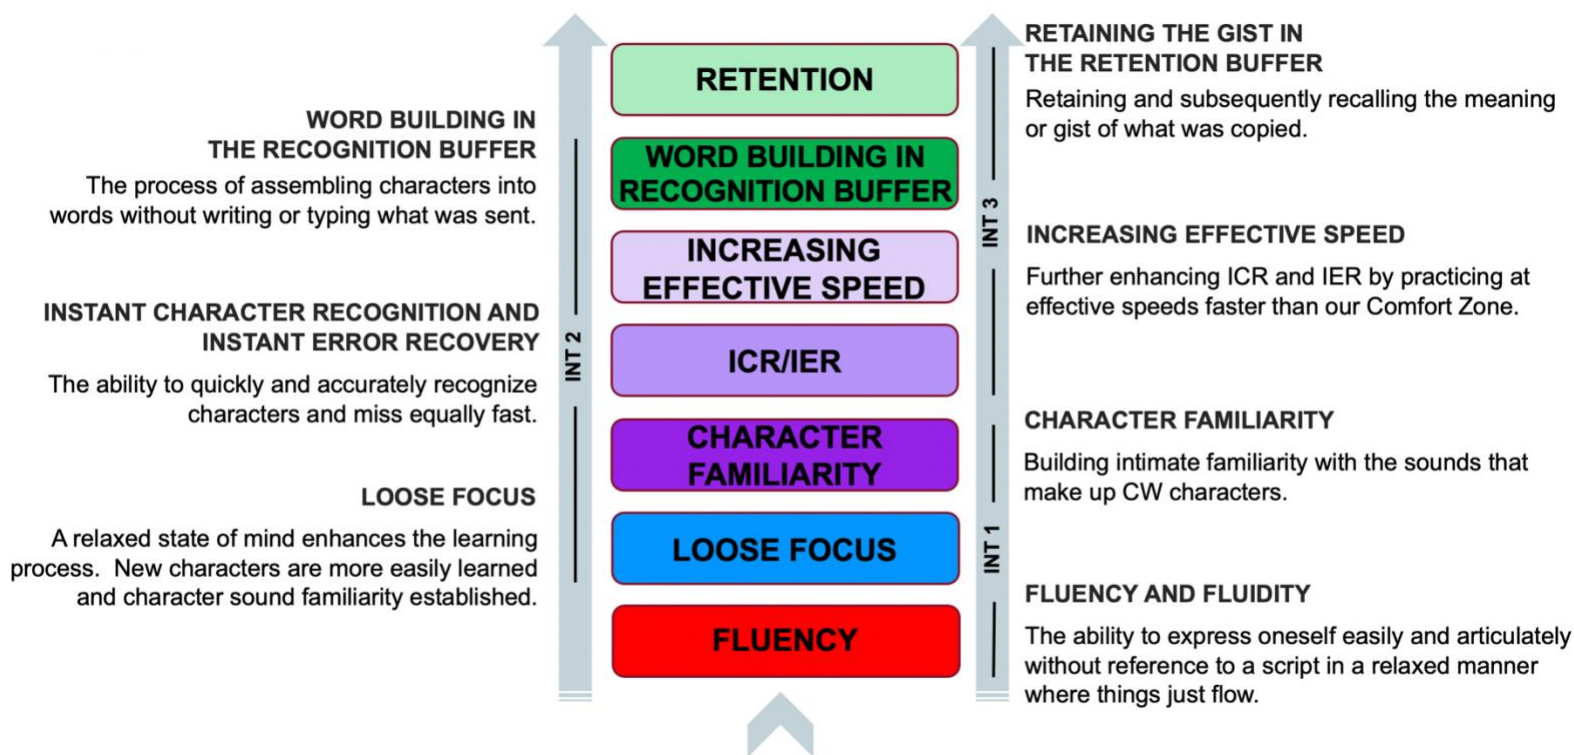 WORD BUILDING IN
THE RECOGNITION BUFFER
The process of assembling characters into
words without writing or typing what was sent.
INSTANT CHARACTER RECOGNITION AND
INSTANT ERROR RECOVERY
The ability to quickly and accurately recognize
characters and miss equally fast.
LOOSE FOCUS
A relaxed state of mind enhances the learning
process. New characters are more easily learned
and character sound familiarity established.
INT 2
RETENTION
WORD BUILDING IN
RECOGNITION BUFFER
INCREASING
EFFECTIVE SPEED
ICR/IER
CHARACTER
FAMILIARITY
LOOSE FOCUS
FLUENCY
INT 3
INT 1
RETAINING THE GIST IN
THE RETENTION BUFFER
Retaining and subsequently recalling the meaning
or gist of what was copied.
INCREASING EFFECTIVE SPEED
Further enhancing ICR and IER by practicing at
effective speeds faster than our Comfort Zone.
CHARACTER FAMILIARITY
Building intimate familiarity with the sounds that
make up CW characters.
FLUENCY AND FLUIDITY
The ability to express oneself easily and articulately
without reference to a script in a relaxed manner
where things just flow.